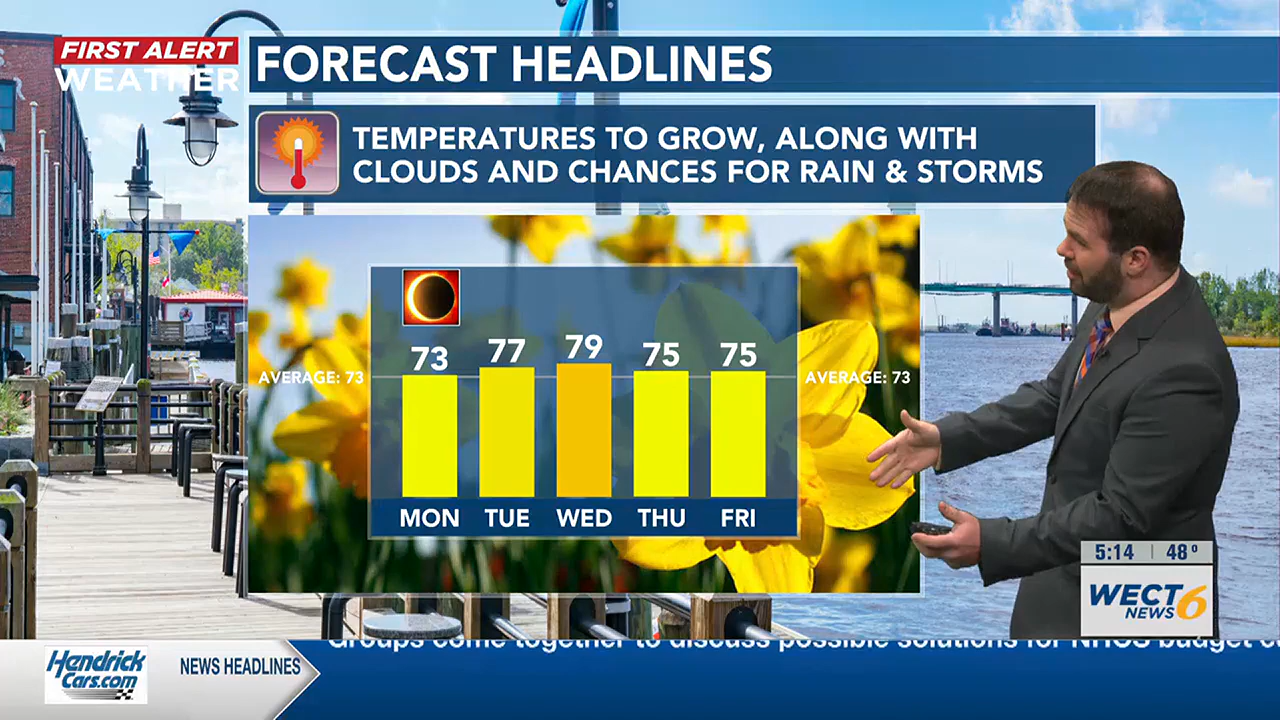 FIRST ALERT
WEATHER
FORECAST HEADLINES
TEMPERATURES TO GROW, ALONG WITH
CLOUDS AND CHANCES FOR RAIN & STORMS
73 77 79 75 75
AVERAGE: 73 AVERAGE: 73
MON TUE WED THU FRI
5:14 48°
WECT
NEWS 6
Hendrick
Cars.com
NEWS HEADLINES
Groups come together to discuss possible solutions for NHCS budget